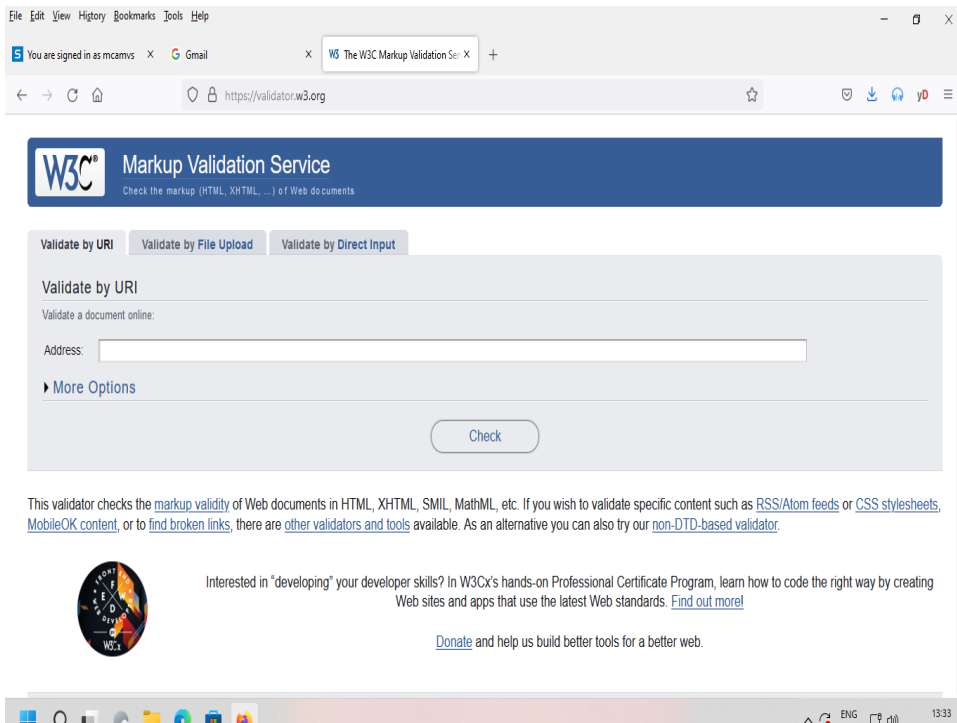 File Edit View History Bookmarks Tools Help
You are signed in as mcamvs
Gmail
The W3C Markup Validation Ser
https://validator.w3.org
yD
W3C®
Markup Validation Service
Check the markup (HTML, XHTML, ...) of Web documents
Validate by URI
Validate by File Upload
Validate by Direct Input
Validate by URI
Validate a document online:
Address:
More Options
Check
This validator checks the markup validity of Web documents in HTML, XHTML, SMIL, MathML, etc. If you wish to validate specific content such as RSS/Atom feeds or CSS stylesheets,
MobileOK content, or to find broken links, there are other validators and tools available. As an alternative you can also try our non-DTD-based validator.
FRONT END
WEB DEVELOPER
F E W D
W3Cx
Interested in “developing” your developer skills? In W3Cx’s hands-on Professional Certificate Program, learn how to code the right way by creating
Web sites and apps that use the latest Web standards. Find out more!
Donate and help us build better tools for a better web.
ENG
13:33